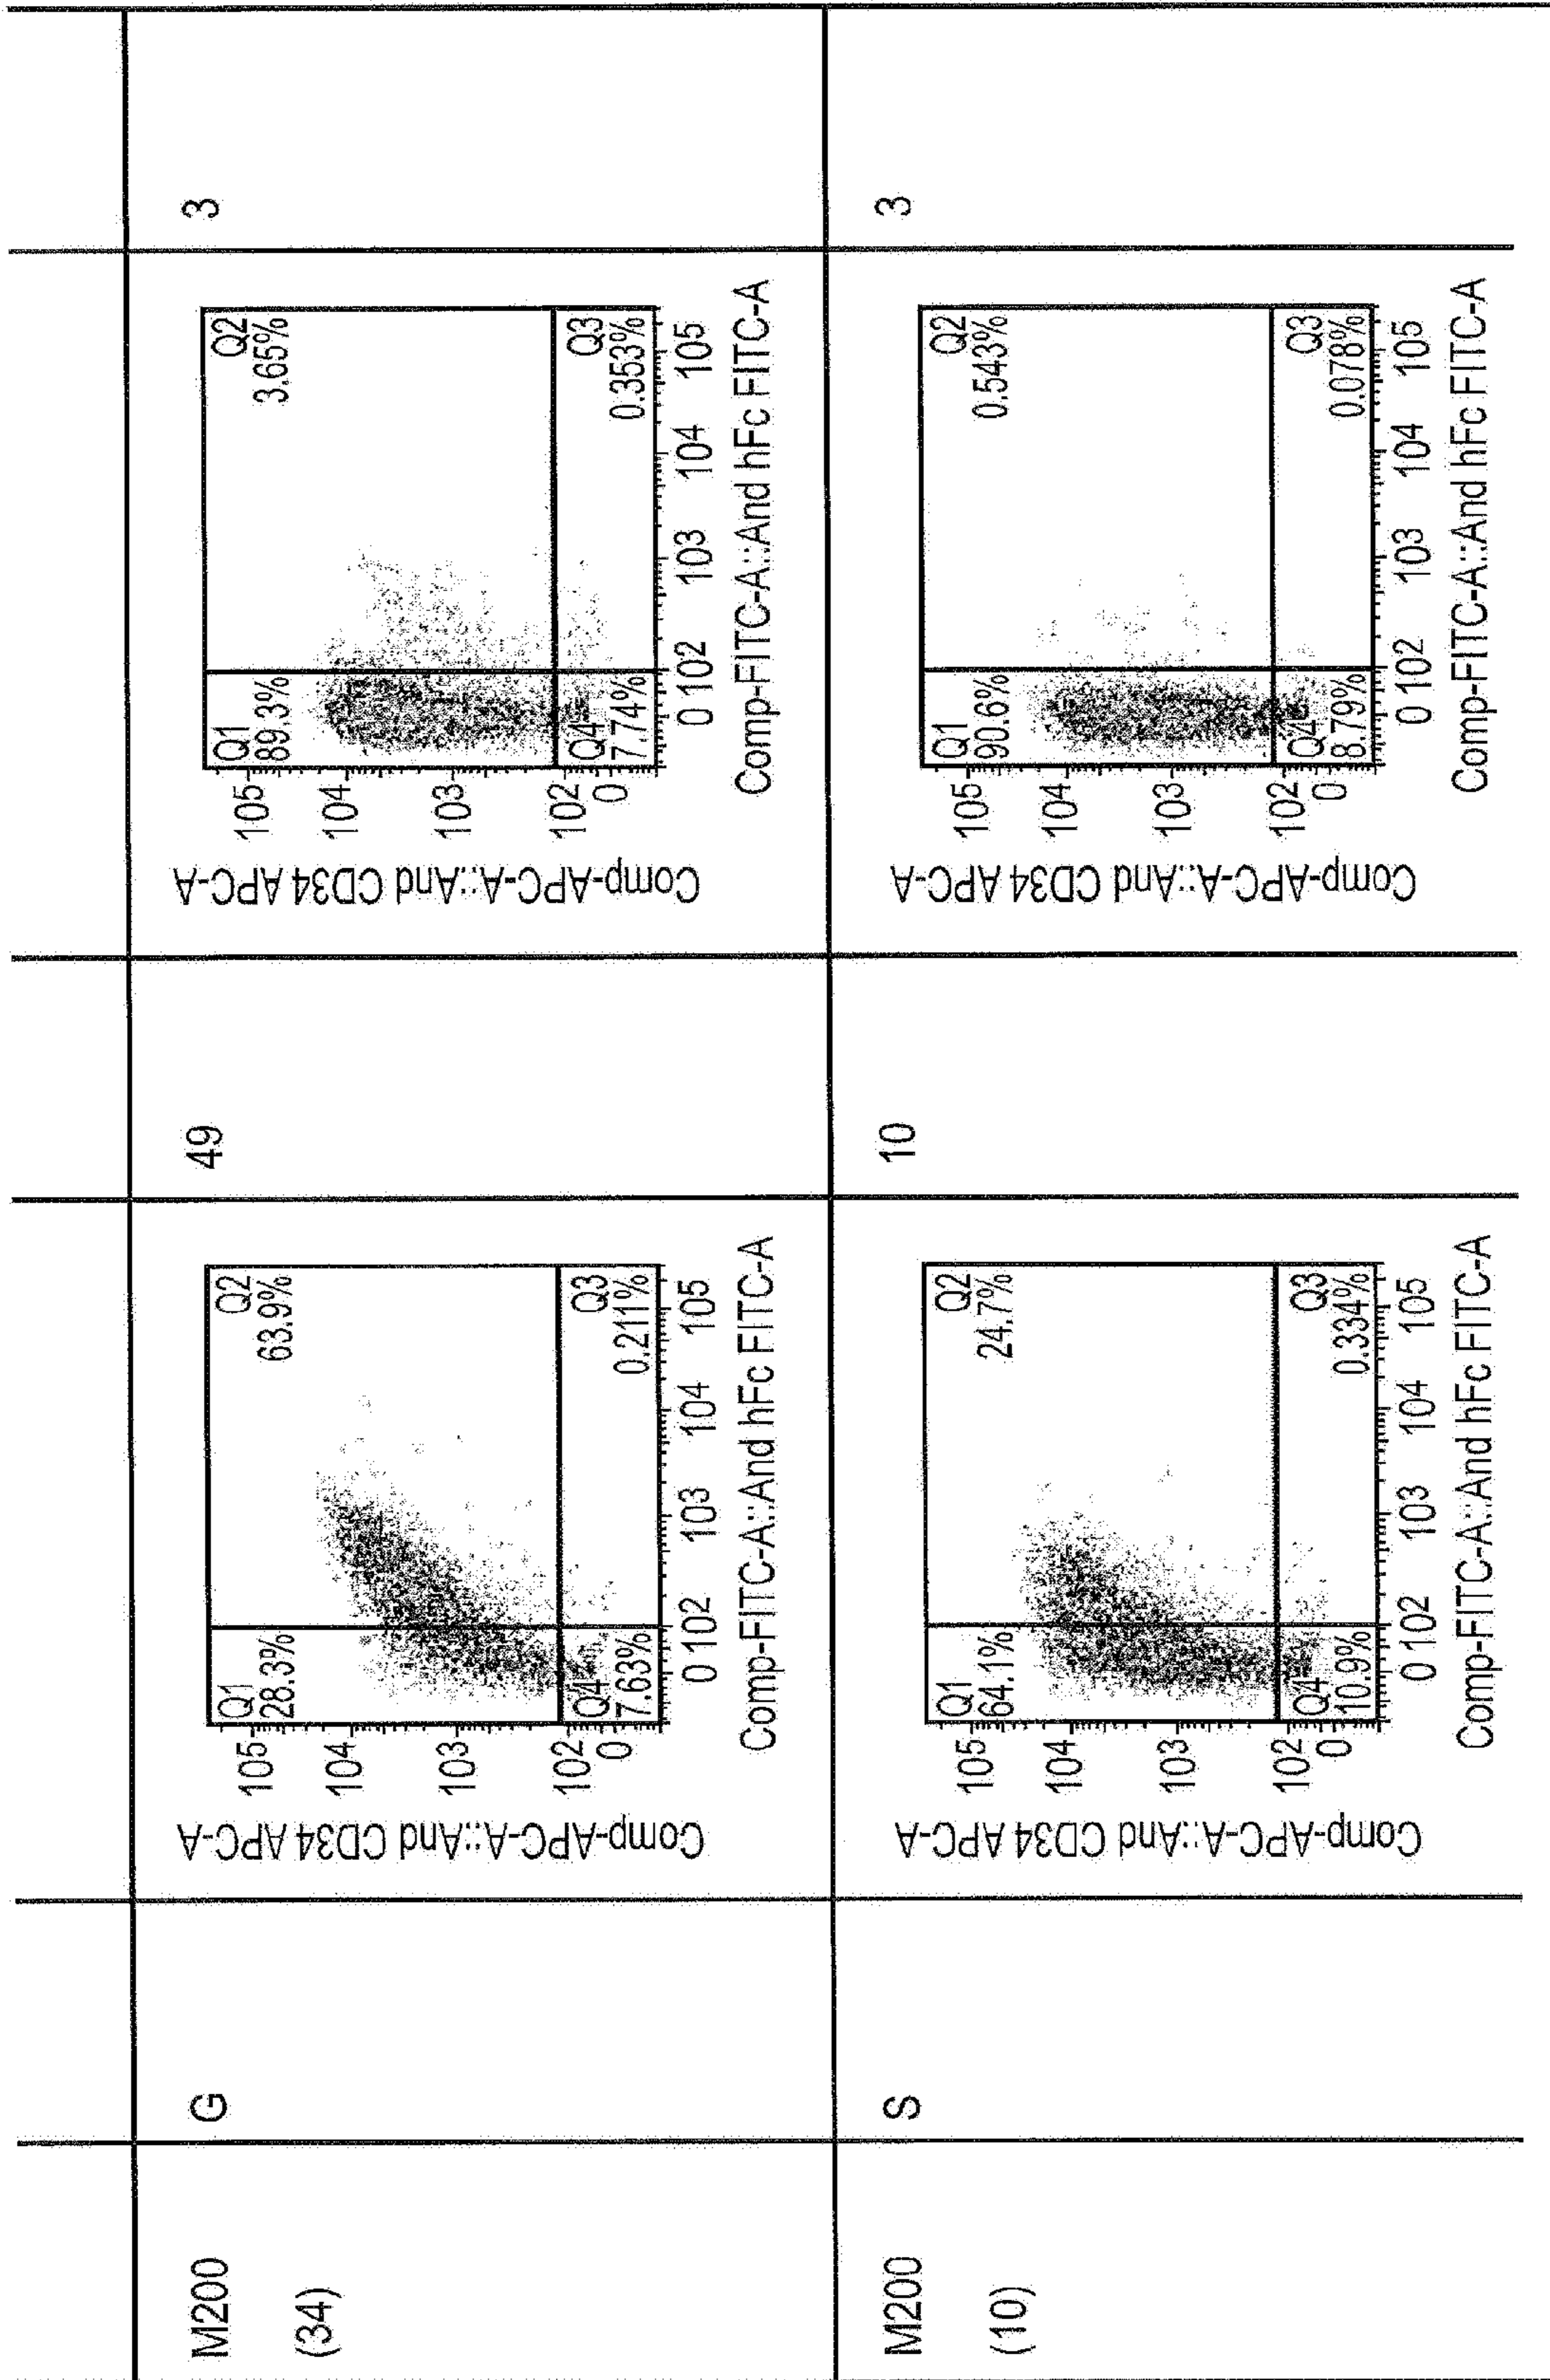 M200
(34)
G
Comp-APC-A::And CD34 APC-A
105
104
103
102
0
Q1
28.3%
Q2
63.9%
Q4
7.63%
Q3
0.211%
0 102 103 104 105
Comp-FITC-A::And hFc FITC-A
49
Comp-APC-A::And CD34 APC-A
105
104
103
102
0
Q1
89.3%
Q2
3.65%
Q4
7.74%
Q3
0.353%
0 102 103 104 105
Comp-FITC-A::And hFc FITC-A
3
M200
(10)
S
Comp-APC-A::And CD34 APC-A
105
104
103
102
0
Q1
64.1%
Q2
24.7%
Q4
10.9%
Q3
0.334%
0 102 103 104 105
Comp-FITC-A::And hFc FITC-A
10
Comp-APC-A::And CD34 APC-A
105
104
103
102
0
Q1
90.6%
Q2
0.543%
Q4
8.79%
Q3
0.078%
0 102 103 104 105
Comp-FITC-A::And hFc FITC-A
3